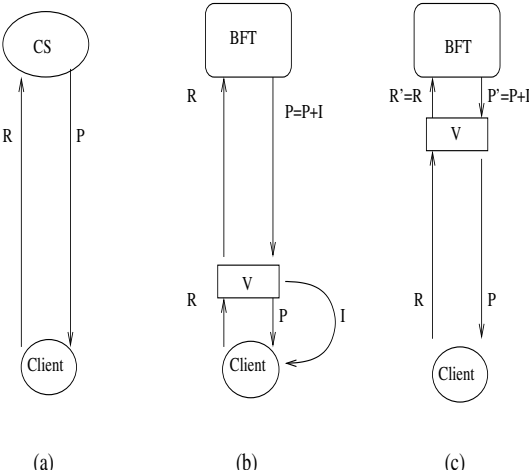 CS
R
P
Client
(a)
BFT
R
P=P+I
V
R
P
I
Client
(b)
BFT
R'=R
P'=P+I
V
R
P
Client
(c)